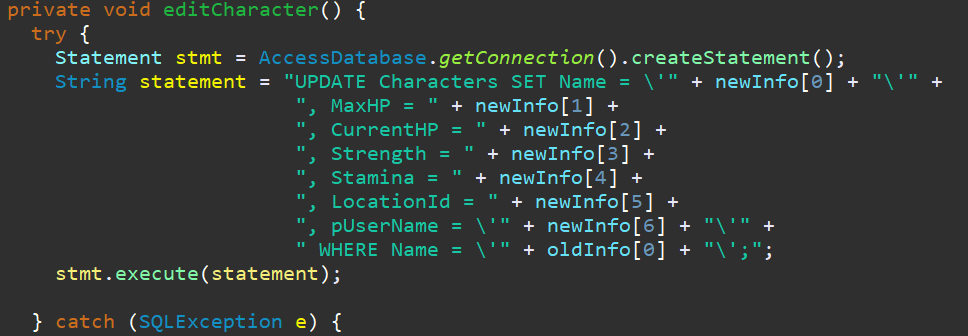 private void editCharacter() {
try {
Statement stmt = AccessDatabase.getConnection().createStatement();
String statement = "UPDATE Characters SET Name = \'" + newInfo[0] + "\'" +
", MaxHP = " + newInfo[1] +
", CurrentHP = " + newInfo[2] +
", Strength = " + newInfo[3] +
", Stamina = " + newInfo[4] +
", LocationId = " + newInfo[5] +
", pUserName = \'" + newInfo[6] + "\'" +
" WHERE Name = \'" + oldInfo[0] + "\';";
stmt.execute(statement);
} catch (SQLException e) {